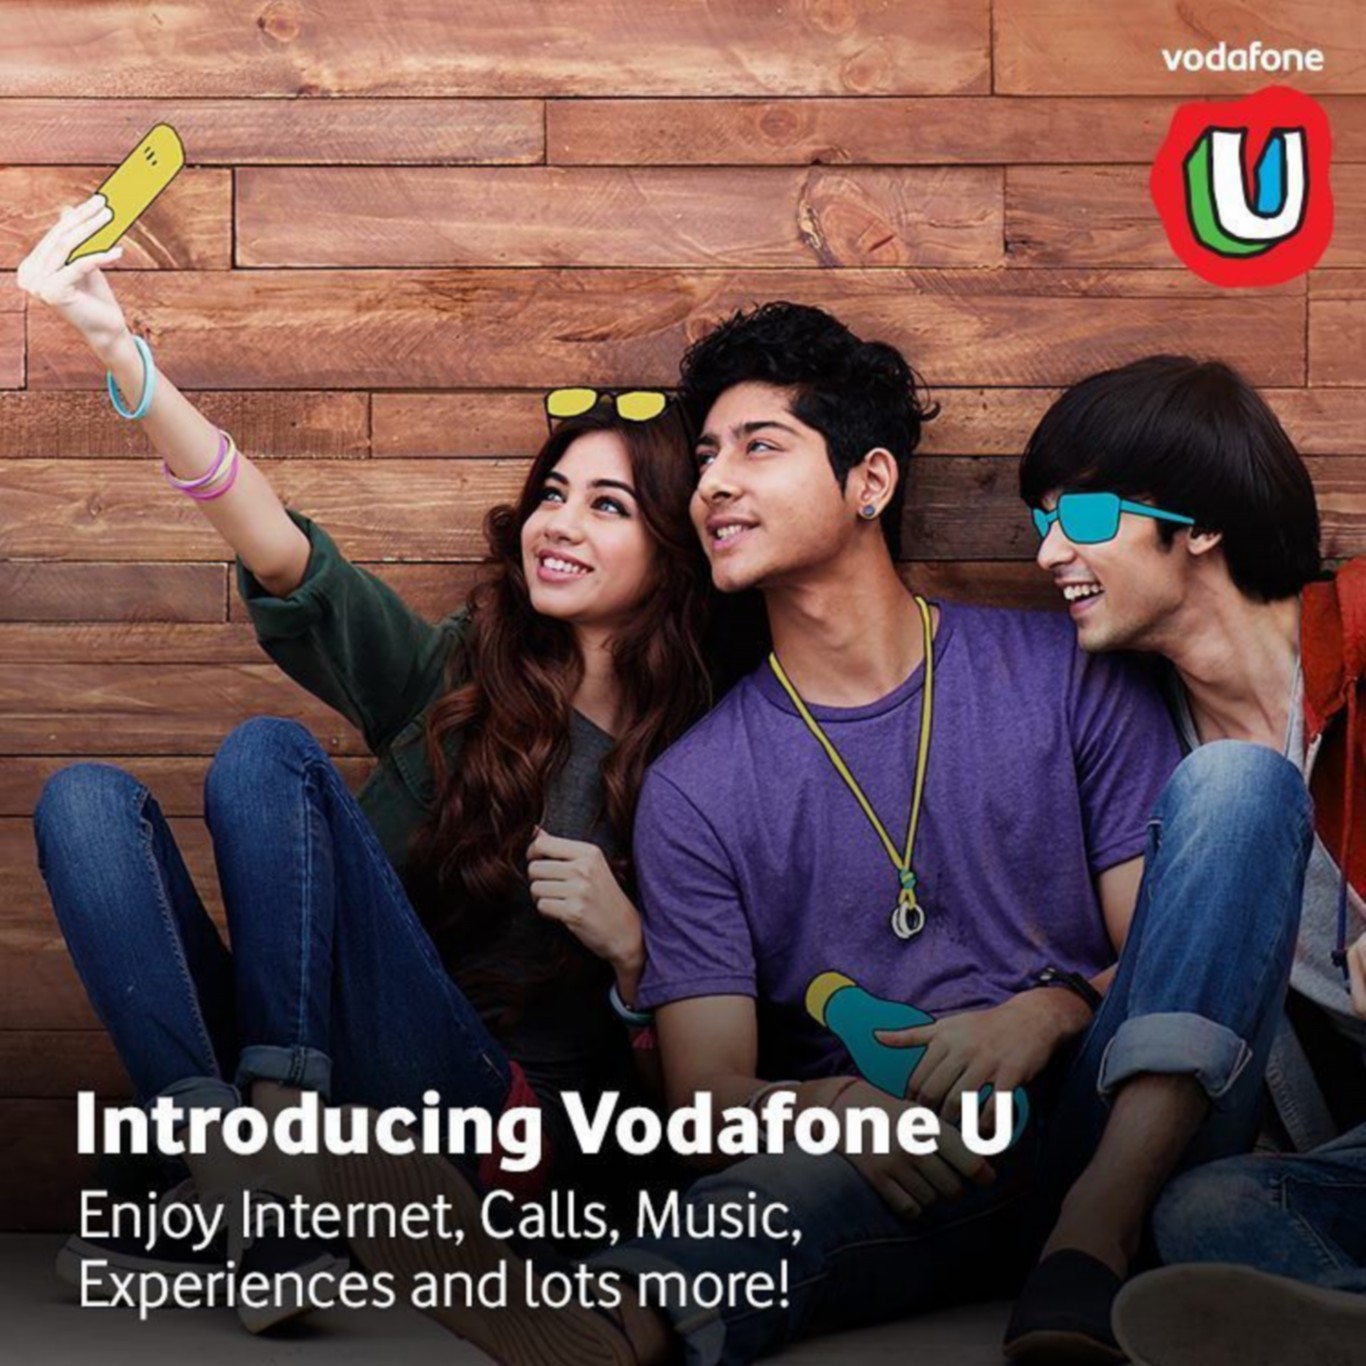 vodafone
U
Introducing Vodafone U
Enjoy Internet, Calls, Music,
Experiences and lots more!